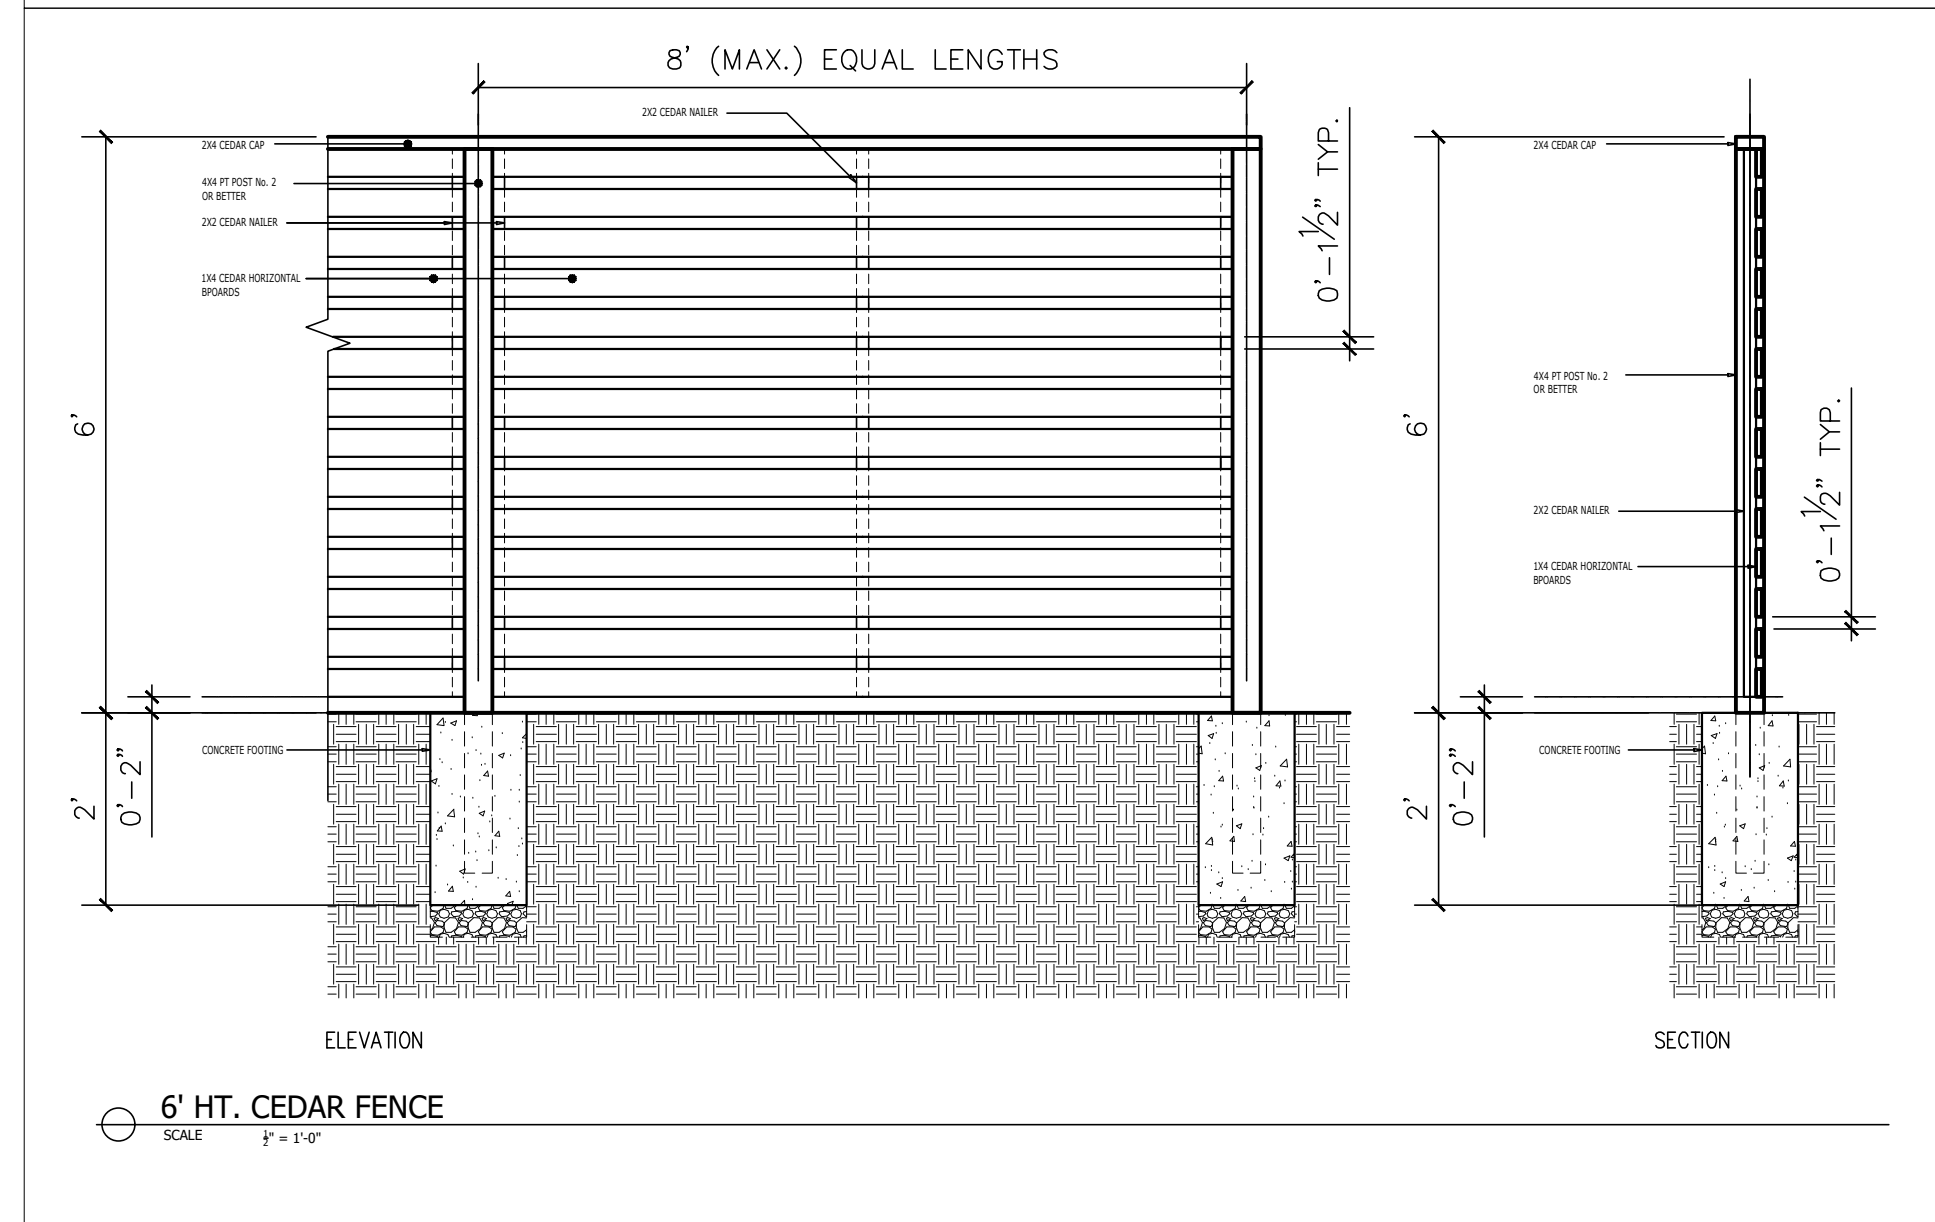 8' (MAX.) EQUAL LENGTHS
2X2 CEDAR NAILER
2X4 CEDAR CAP
4X4 PT POST No. 2
OR BETTER
2X2 CEDAR NAILER
1X4 CEDAR HORIZONTAL
BPOARDS
0'-1½" TYP.
6'
2'
0'-2"
CONCRETE FOOTING
ELEVATION
2X4 CEDAR CAP
4X4 PT POST No. 2
OR BETTER
2X2 CEDAR NAILER
1X4 CEDAR HORIZONTAL
BPOARDS
0'-1½" TYP.
6'
2'
0'-2"
CONCRETE FOOTING
SECTION
6' HT. CEDAR FENCE
SCALE ½" = 1'-0"